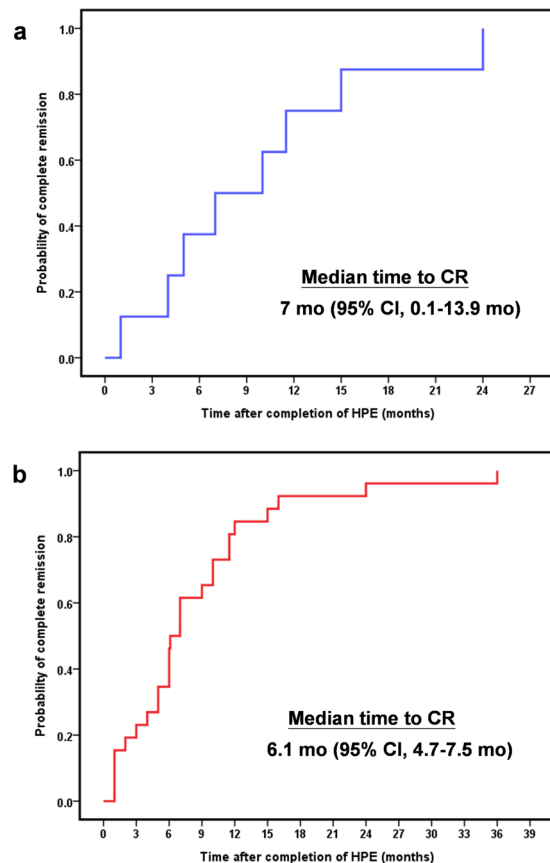 a
Probablility of complete remission
1.0
0.8
0.6
0.4
0.2
0.0
Median time to CR
7 mo (95% CI, 0.1-13.9 mo)
0 3 6 9 12 15 18 21 24 27
Time after completion of HPE (months)
b
Probablility of complete remission
1.0
0.8
0.6
0.4
0.2
0.0
Median time to CR
6.1 mo (95% CI, 4.7-7.5 mo)
0 3 6 9 12 15 18 21 24 27 30 33 36 39
Time after completion of HPE (months)